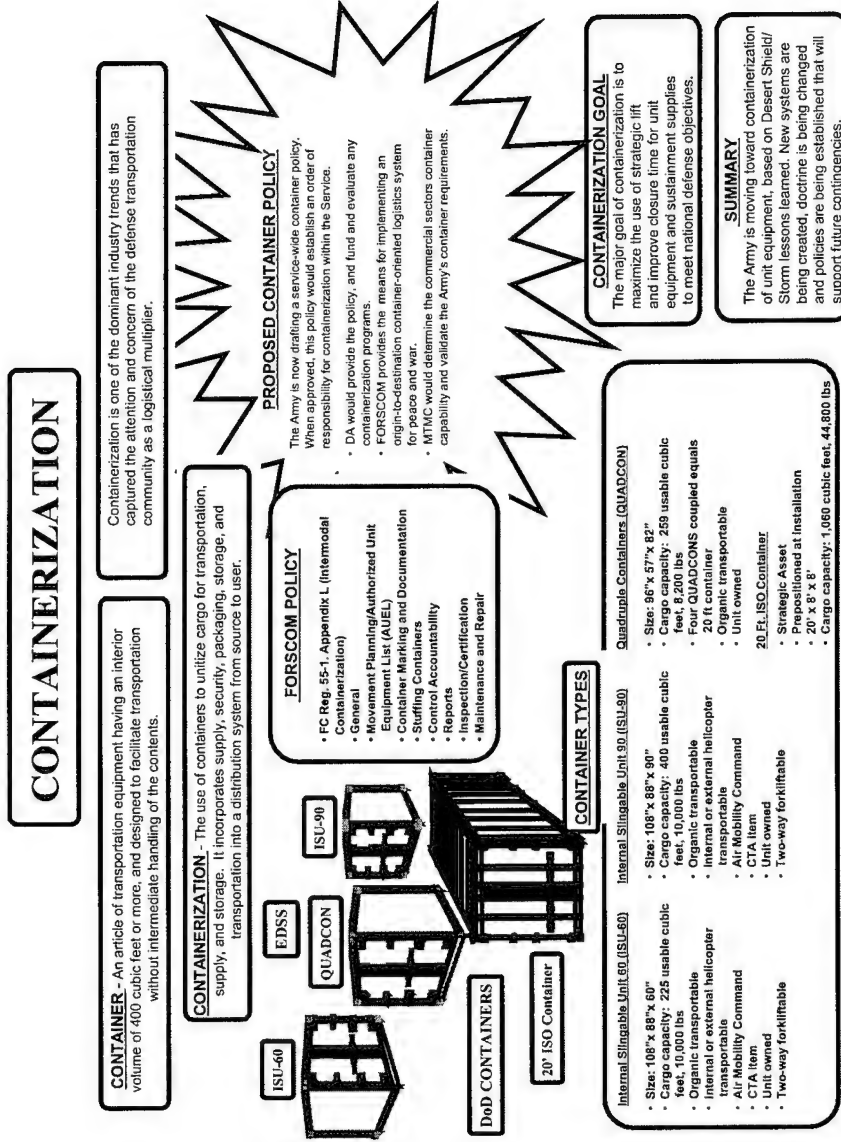 CONTAINERIZATION
CONTAINER - An article of transportation equipment having an interior
volume of 400 cubic feet or more, and designed to facilitate transportation
without intermediate handling of the contents.
Containerization is one of the dominant industry trends that has
captured the attention and concern of the defense transportation
community as a logistical multiplier.
CONTAINERIZATION - The use of containers to unitize cargo for transportation,
supply, and storage. It incorporates supply, security, packaging, storage, and
transportation into a distribution system from source to user.
PROPOSED CONTAINER POLICY
The Army is now drafting a service-wide container policy.
When approved, this policy would establish an order of
responsibility for containerization within the Service.
· DA would provide the policy, and fund and evaluate any
containerization programs.
· FORSCOM provides the means for implementing an
origin-to-destination container-oriented logistics system
for peace and war.
· MTMC would determine the commercial sectors container
capability and validate the Army's container requirements.
ISU-60
EDSS
QUADCON
ISU-90
DoD CONTAINERS
20' ISO Container
FORSCOM POLICY
· FC Reg. 55-1, Appendix L (Intermodal
Containerization)
· General
· Movement Planning/Authorized Unit
Equipment List (AUEL)
· Container Marking and Documentation
· Stuffing Containers
· Control Accountability
· Reports
· Inspection/Certification
· Maintenance and Repair
CONTAINER TYPES
Internal Slingable Unit 60 (ISU-60)
· Size: 108"x 88"x 60"
· Cargo capacity: 225 usable cubic
feet, 10,000 lbs
· Organic transportable
· Internal or external helicopter
transportable
· Air Mobility Command
· CTA Item
· Unit owned
· Two-way forkliftable
Internal Slingable Unit 90 (ISU-90)
· Size: 108"x 88"x 90"
· Cargo capacity: 400 usable cubic
feet, 10,000 lbs
· Organic transportable
· Internal or external helicopter
transportable
· Air Mobility Command
· CTA Item
· Unit owned
· Two-way forkliftable
Quadruple Containers (QUADCON)
· Size: 96"x 57"x 82"
· Cargo capacity: 259 usable cubic
feet, 8,200 lbs
· Four QUADCONS coupled equals
20 ft container
· Organic transportable
· Unit owned
20 Ft. ISO Container
· Strategic Asset
· Prepositioned at Installation
· 20' x 8' x 8'
· Cargo capacity: 1,060 cubic feet, 44,800 lbs
CONTAINERIZATION GOAL
The major goal of containerization is to
maximize the use of strategic lift
and improve closure time for unit
equipment and sustainment supplies
to meet national defense objectives.
SUMMARY
The Army is moving toward containerization
of unit equipment, based on Desert Shield/
Storm lessons learned. New systems are
being created, doctrine is being changed
and policies are being established that will
support future contingencies.